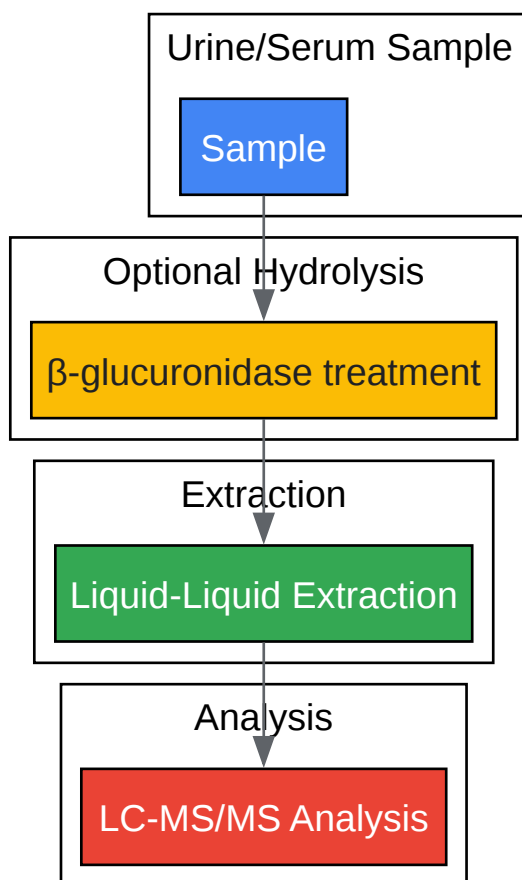 Urine/Serum Sample
Sample
Optional Hydrolysis
β-glucuronidase treatment
Extraction
Liquid-Liquid Extraction
Analysis
LC-MS/MS Analysis